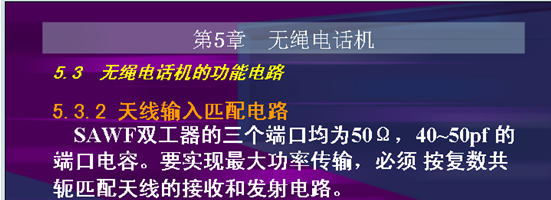 第5章 无绳电话机
5.3 无绳电话机的功能电路
5.3.2 天线输入匹配电路
SAWF双工器的三个端口均为50Ω，40~50pf 的
端口电容。要实现最大功率传输，必须 按复数共
轭匹配天线的接收和发射电路。